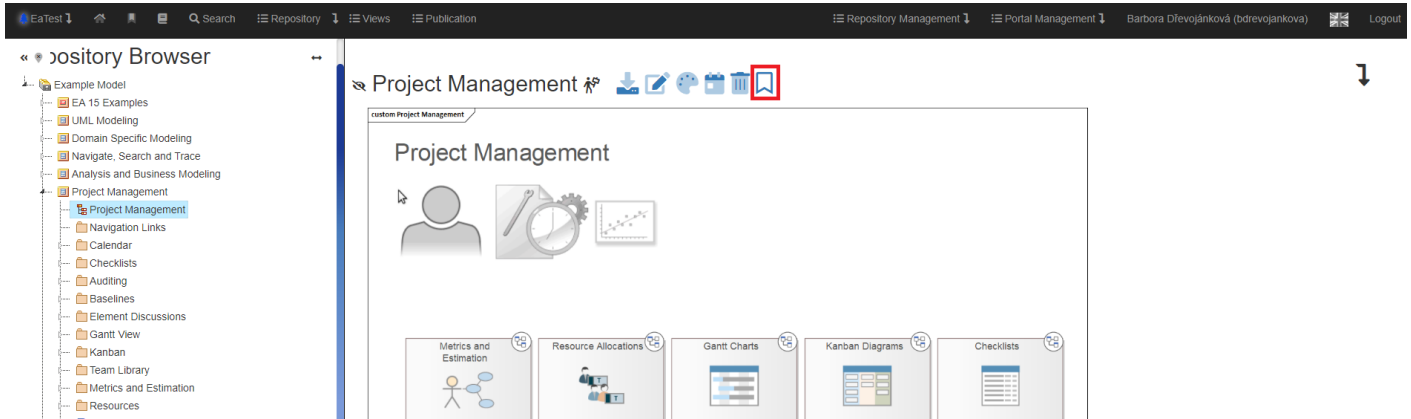 EaTest Search Repository Views Publication Repository Management Portal Management Barbora Dřevojánková (bdrevojankova) Logout
pository Browser
Example Model
EA 15 Examples
UML Modeling
Domain Specific Modeling
Navigate, Search and Trace
Analysis and Business Modeling
Project Management
Project Management
Navigation Links
Calendar
Checklists
Auditing
Baselines
Element Discussions
Gantt View
Kanban
Team Library
Metrics and Estimation
Resources
Project Management
custom Project Management
Project Management
Metrics and
Estimation
Resource Allocations
Gantt Charts
Kanban Diagrams
Checklists